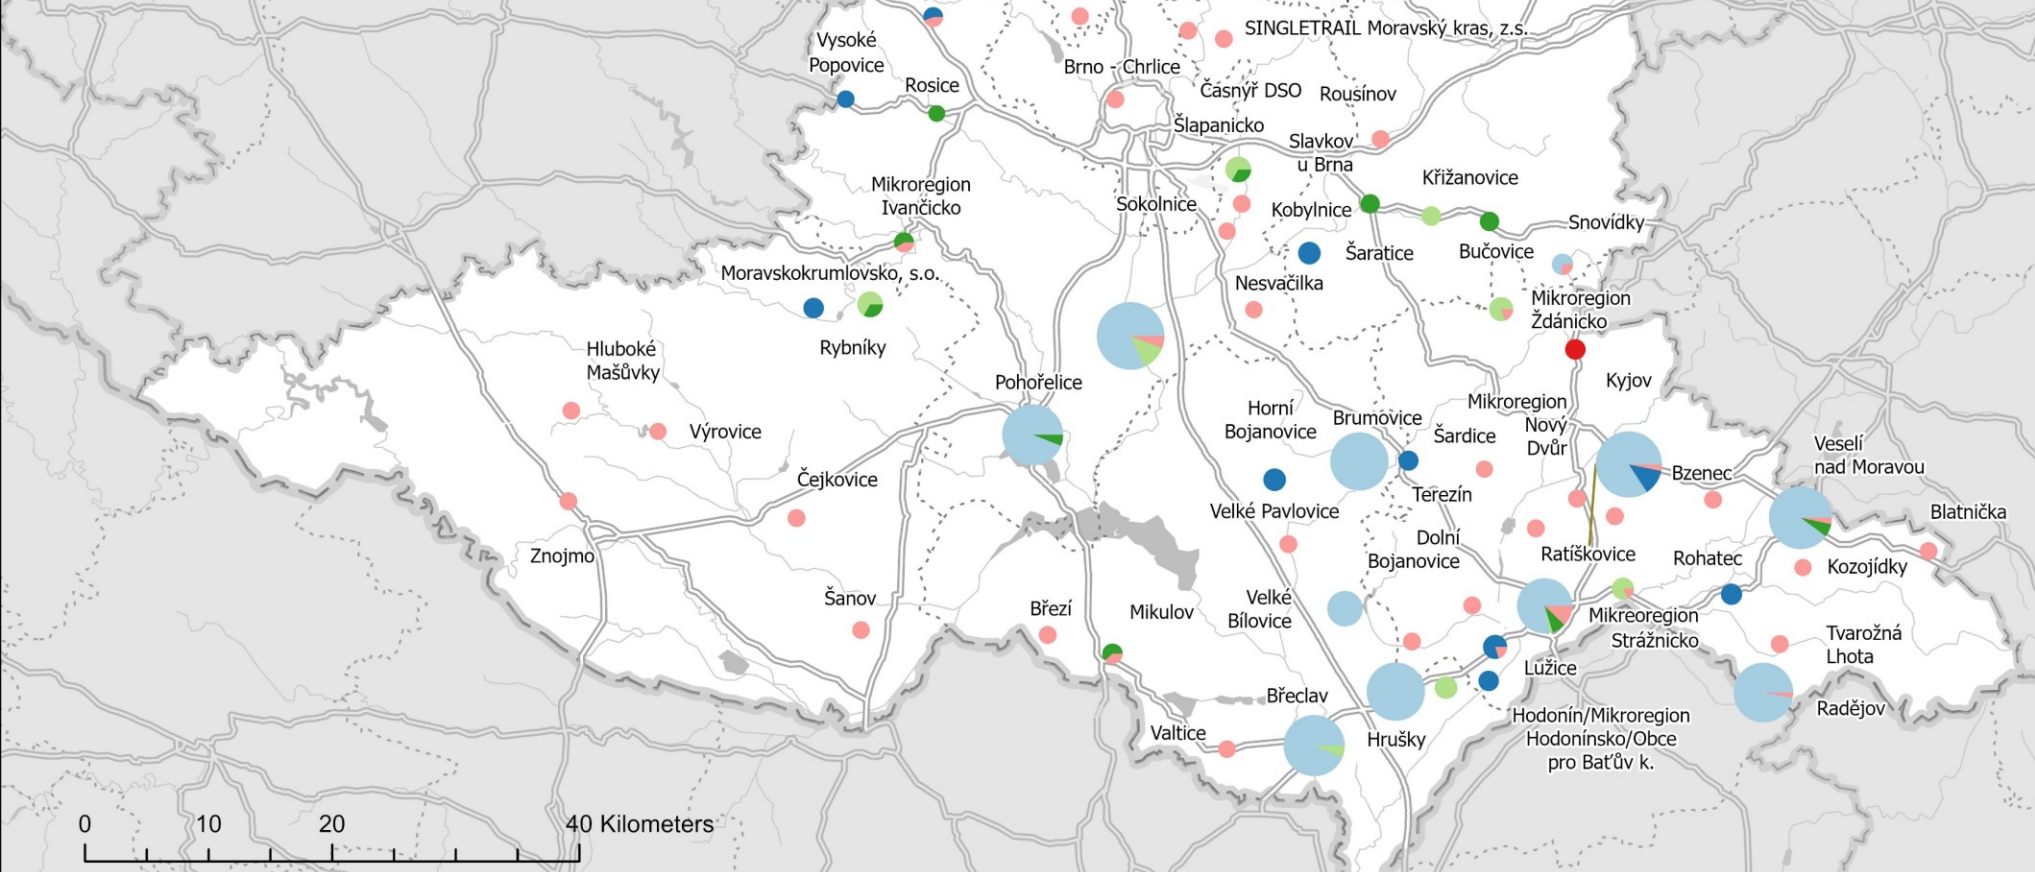 SINGLETRAIL Moravský kras, z.s.
Vysoké
Popovice
Brno - Chrlice
Rosice
Časnýř DSO
Rousínov
Šlapanicko
Slavkov
u Brna
Křižanovice
Mikroregion
Ivančicko
Sokolnice
Kobylnice
Snovídky
Šaratice
Bučovice
Moravskokrumlovsko, s.o.
Nesvačilka
Mikroregion
Ždánicko
Rybníky
Hluboké
Mašůvky
Pohořelice
Kyjov
Mikroregion
Nový
Dvůr
Horní
Bojanovice
Brumovice
Šardice
Výrovice
Veselí
nad Moravou
Bzenec
Čejkovice
Terezín
Velké Pavlovice
Blatnička
Dolní
Bojanovice
Znojmo
Ratíškovice
Rohatec
Kozojídky
Šanov
Březí
Mikulov
Velké
Bílovice
Mikreoregion
Strážnicko
Tvarožná
Lhota
Lužice
Břeclav
Radějov
Valtice
Hrušky
Hodonín/Mikroregion
Hodonínsko/Obce
pro Baťův k.
0 10 20 40 Kilometers